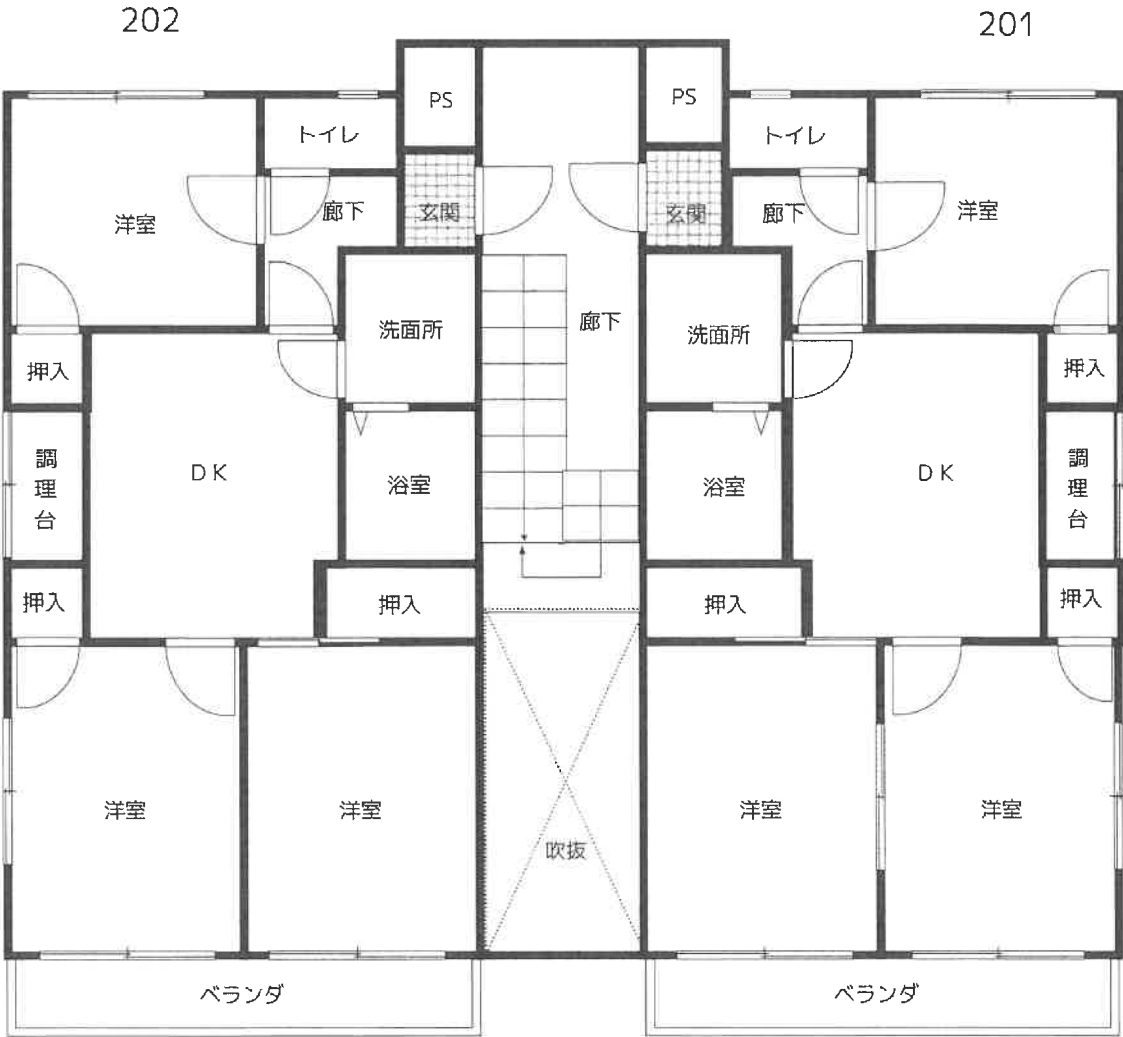 202
201
PS
PS
トイレ
トイレ
洋室
廊下
玄関
玄関
廊下
洋室
洗面所
廊下
洗面所
押入
押入
調理台
DK
浴室
浴室
DK
調理台
押入
押入
押入
押入
洋室
洋室
洋室
洋室
吹抜
ベランダ
ベランダ